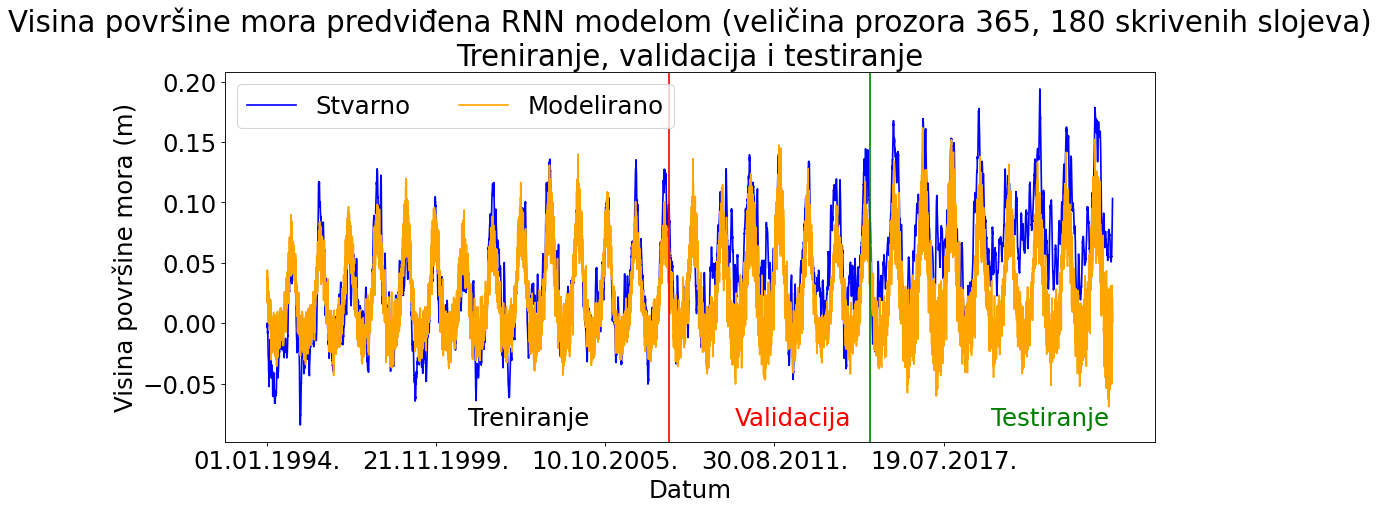 Visina površine mora predviđena RNN modelom (veličina prozora 365, 180 skrivenih slojeva)
Treniranje, validacija i testiranje
Stvarno
Modelirano
Visina površine mora (m)
0.20
0.15
0.10
0.05
0.00
−0.05
Treniranje
Validacija
Testiranje
01.01.1994.
21.11.1999.
10.10.2005.
30.08.2011.
19.07.2017.
Datum